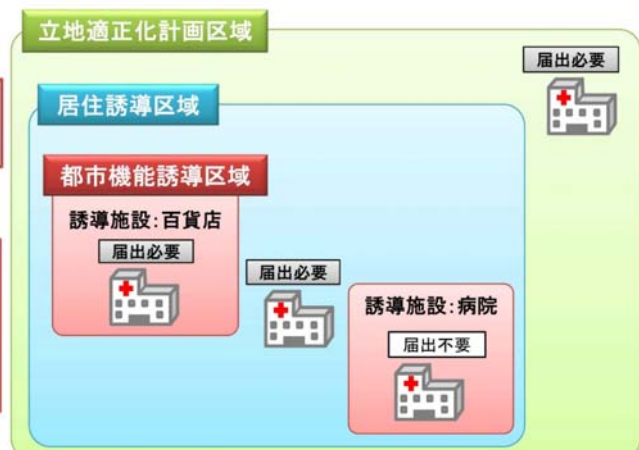 立地適正化計画区域
届出必要
居住誘導区域
都市機能誘導区域
誘導施設:百貨店
届出必要
届出必要
誘導施設:病院
届出不要